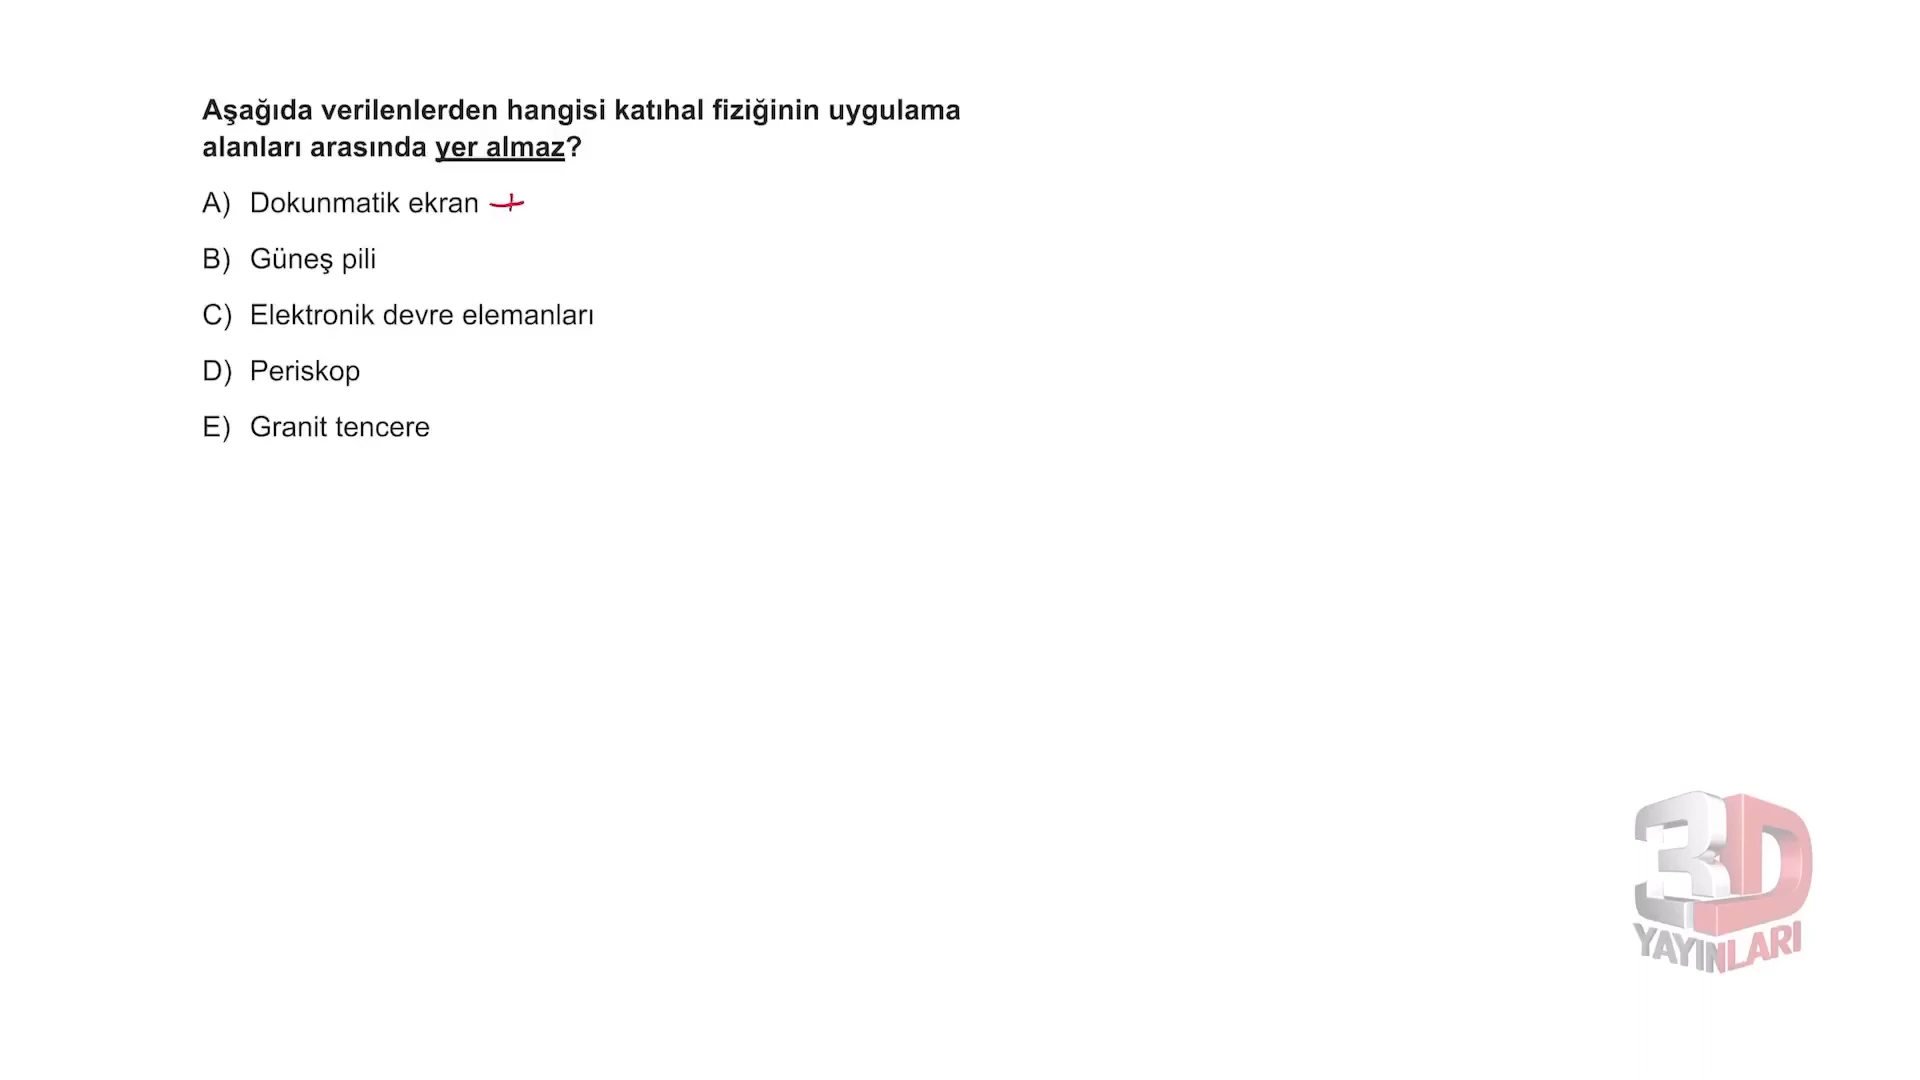 Aşağıda verilenlerden hangisi katıhal fiziğinin uygulama
alanları arasında yer almaz?
A) Dokunmatik ekran +
B) Güneş pili
C) Elektronik devre elemanları
D) Periskop
E) Granit tencere
3D
YAYINLARI